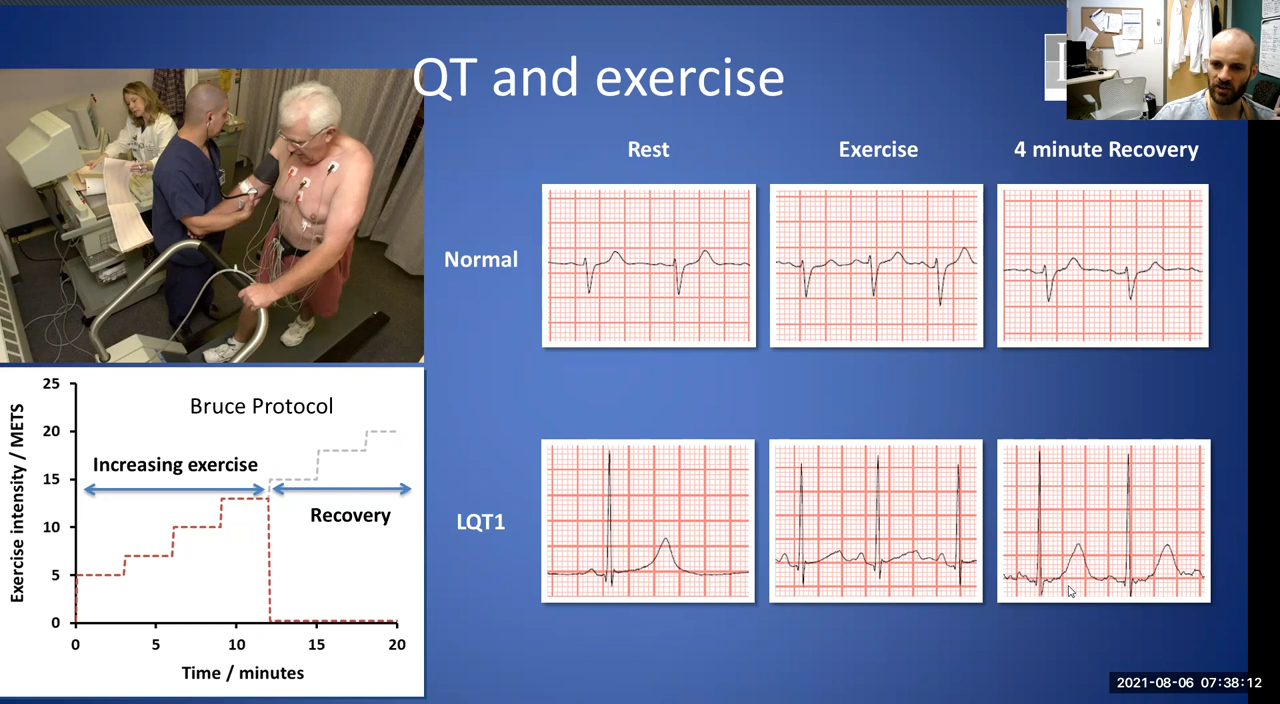 QT and exercise
Rest
Exercise
4 minute Recovery
Normal
LQT1
Bruce Protocol
Increasing exercise
Recovery
Exercise intensity / METS
25
20
15
10
5
0
0
5
10
15
20
Time / minutes
2021-08-06 07:38:12